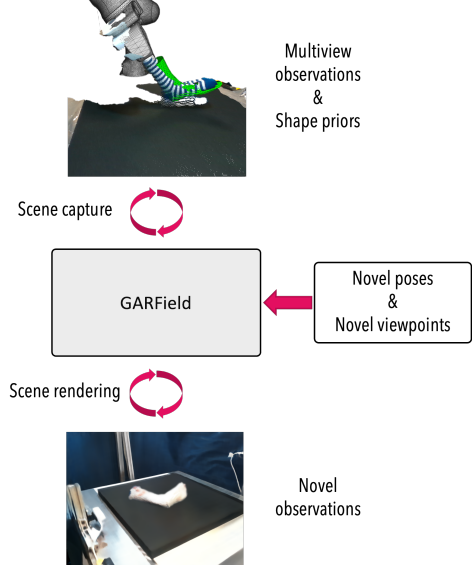 Multiview
observations
&
Shape priors
Scene capture
GARField
Novel poses
&
Novel viewpoints
Scene rendering
Novel
observations